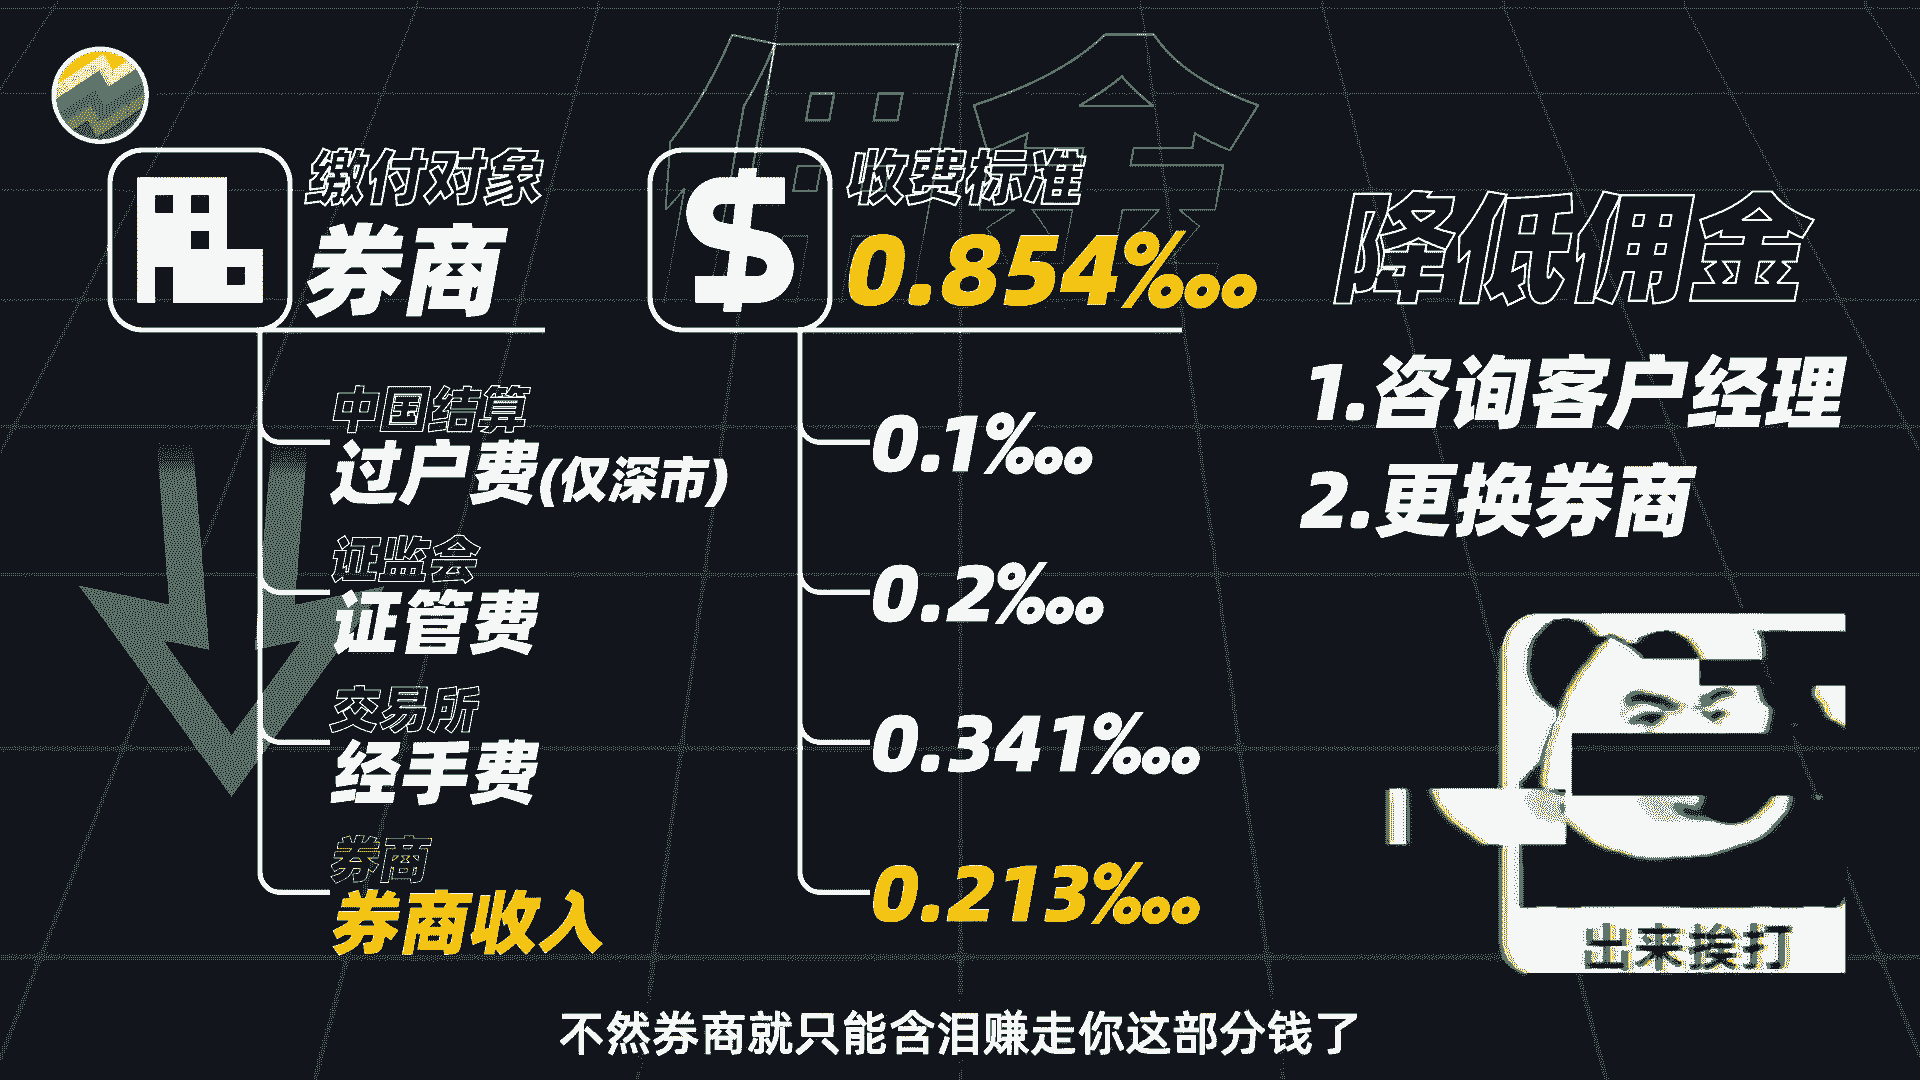 佣金
缴付对象
券商
收费标准
0.854‱
中国结算
过户费(仅深市)
0.1‱
证监会
证管费
0.2‱
交易所
经手费
0.341‱
券商
券商收入
0.213‱
降低佣金
1.咨询客户经理
2.更换券商
出来挨打
不然券商就只能含泪赚走你这部分钱了